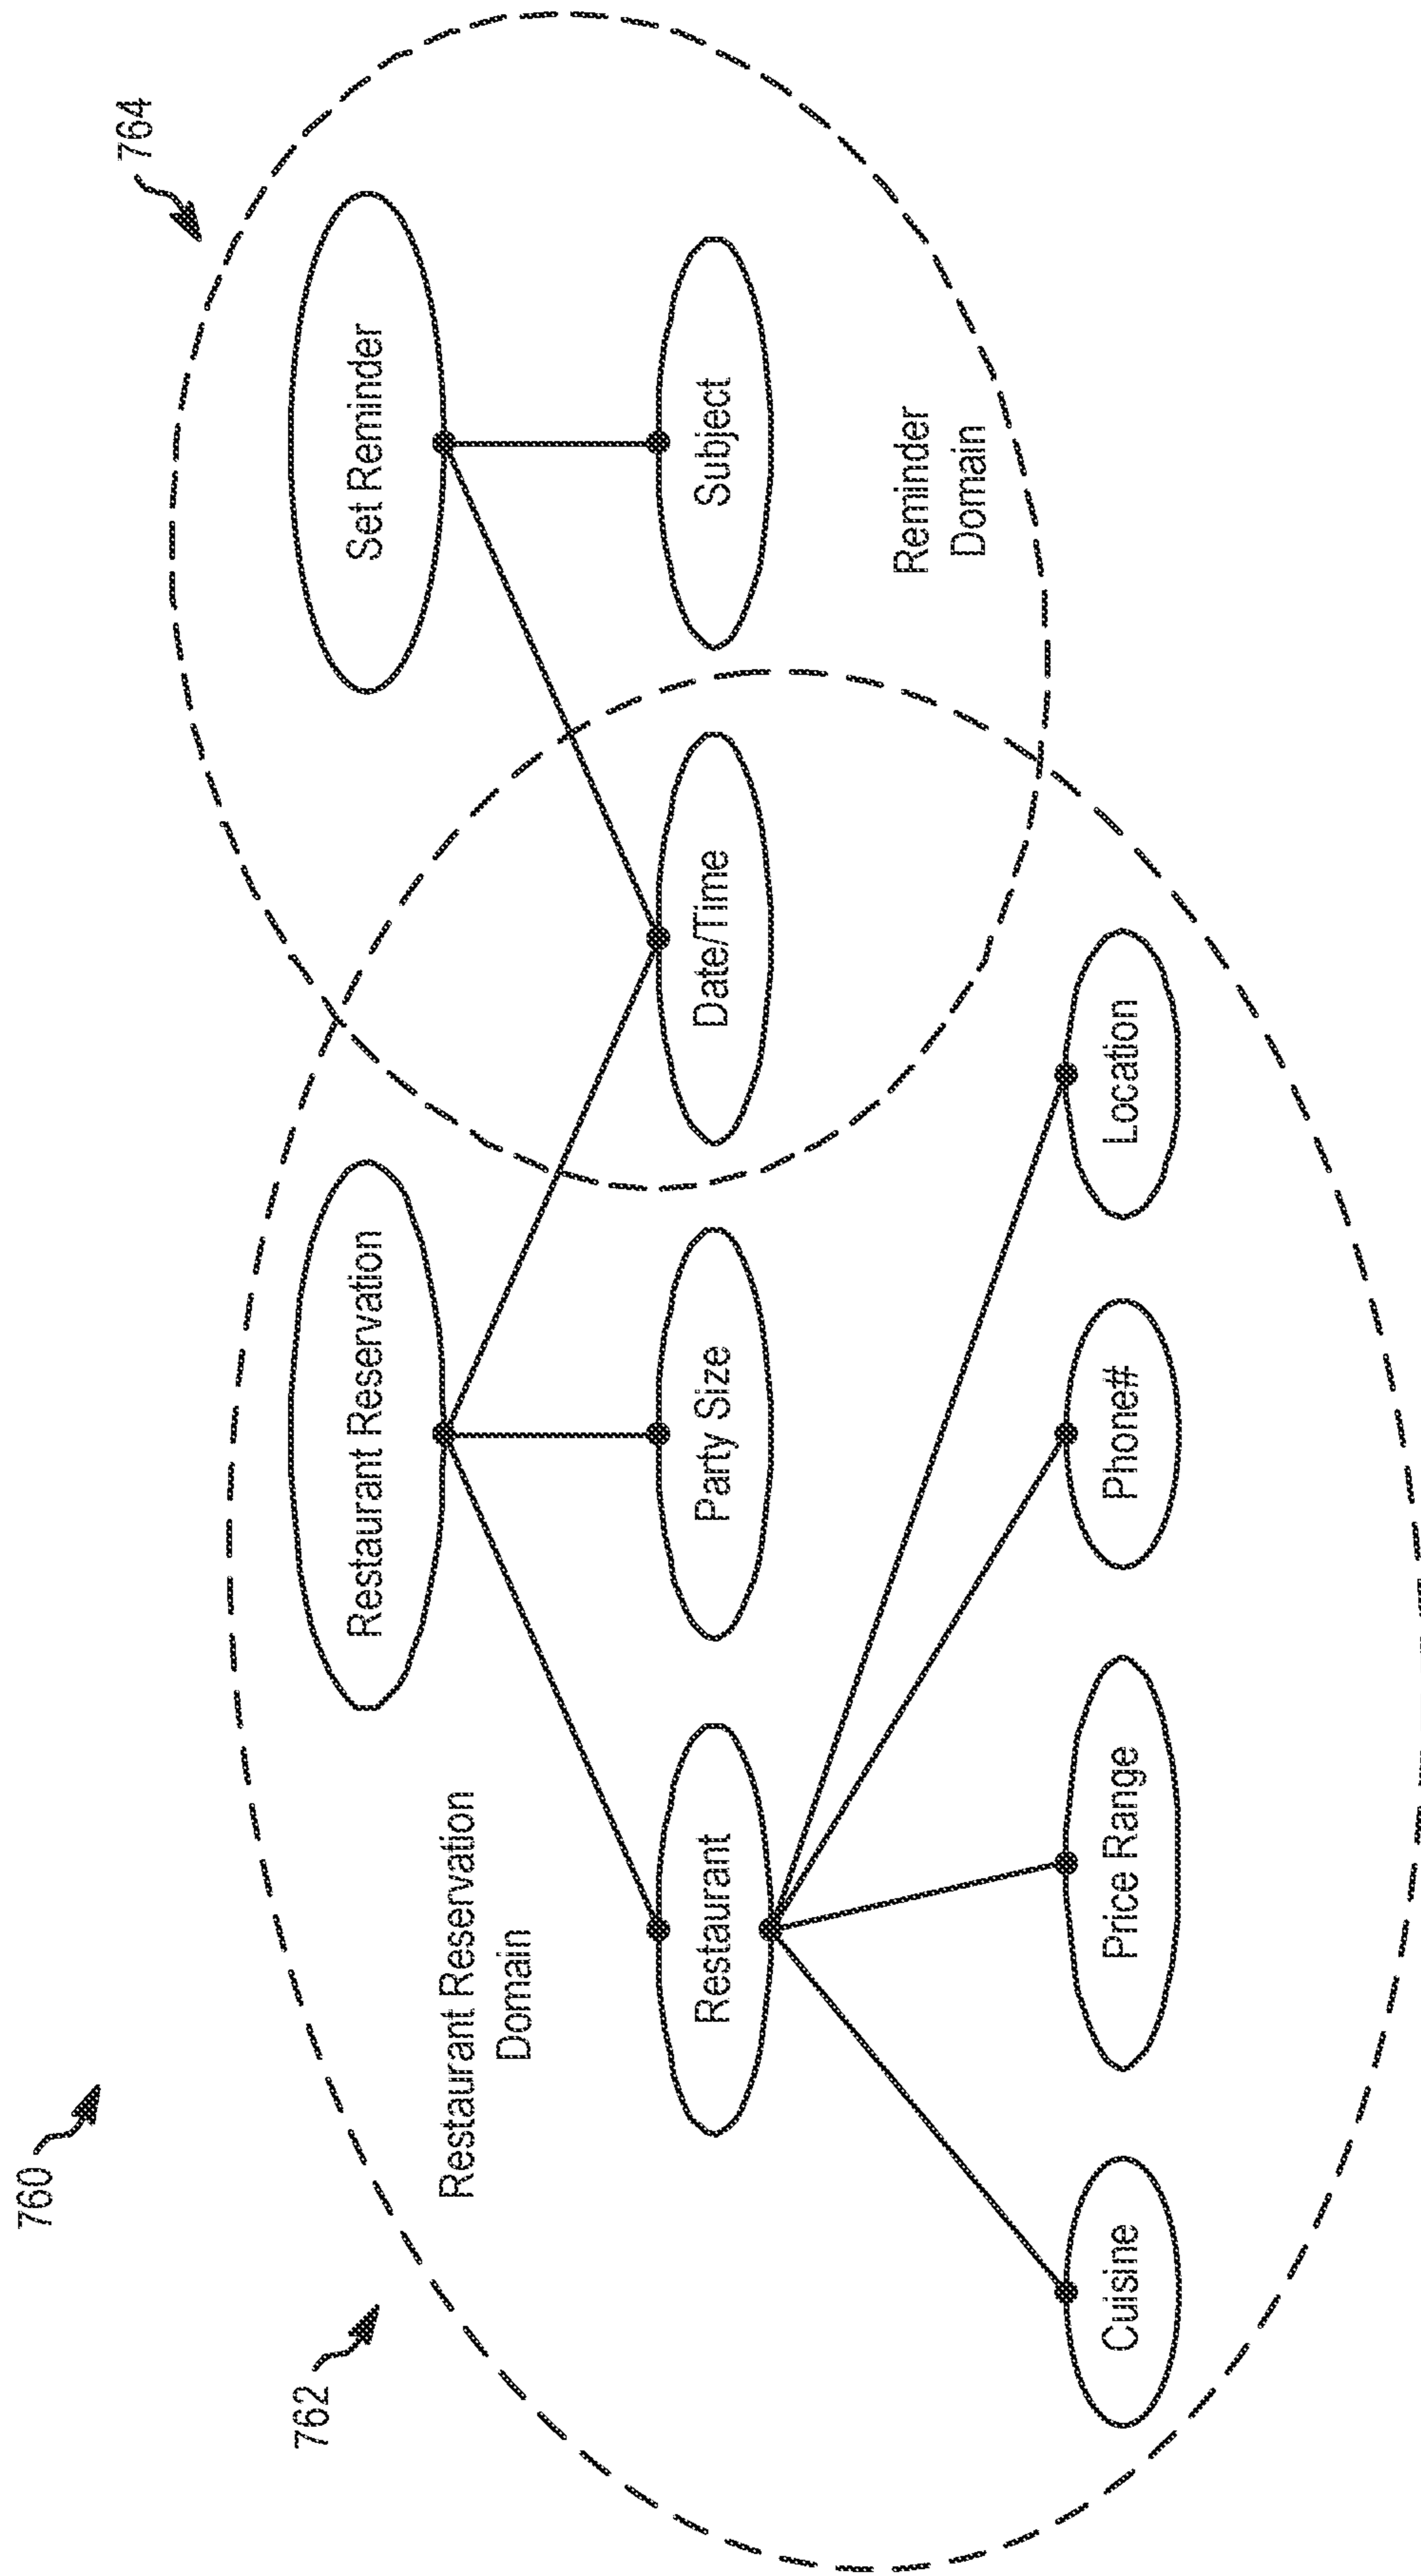 760
762
764
Restaurant Reservation
Set Reminder
Restaurant Reservation
Domain
Restaurant
Party Size
Date/Time
Subject
Reminder
Domain
Cuisine
Price Range
Phone#
Location